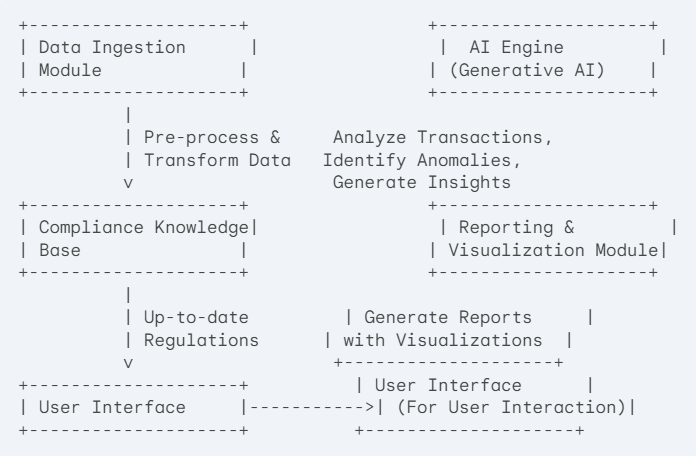 +--------------------+                 +--------------------+
| Data Ingestion      |                 |  AI Engine         |
| Module             |                 | (Generative AI)    |
+--------------------+                 +--------------------+
          |
          | Pre-process &     Analyze Transactions,
          | Transform Data   Identify Anomalies,
          v                   Generate Insights
+--------------------+                 +--------------------+
| Compliance Knowledge|                 | Reporting &         |
| Base               |                 | Visualization Module|
+--------------------+                 +--------------------+
          |
          | Up-to-date         | Generate Reports     |
          | Regulations      | with Visualizations  |
          v                   +--------------------+
+--------------------+          | User Interface      |
| User Interface     |----------->| (For User Interaction)|
+--------------------+          +--------------------+